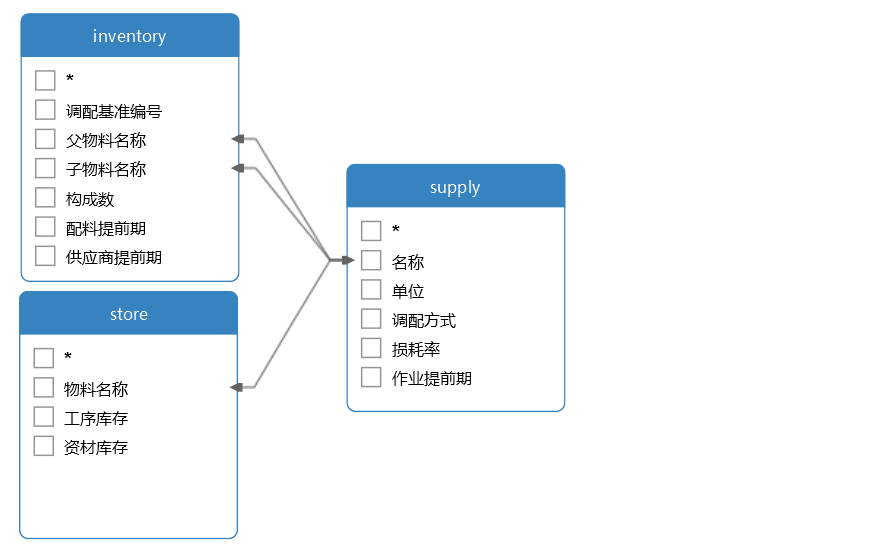 inventory
*
调配基准编号
父物料名称
子物料名称
构成数
配料提前期
供应商提前期
store
*
物料名称
工序库存
资材库存
supply
*
名称
单位
调配方式
损耗率
作业提前期